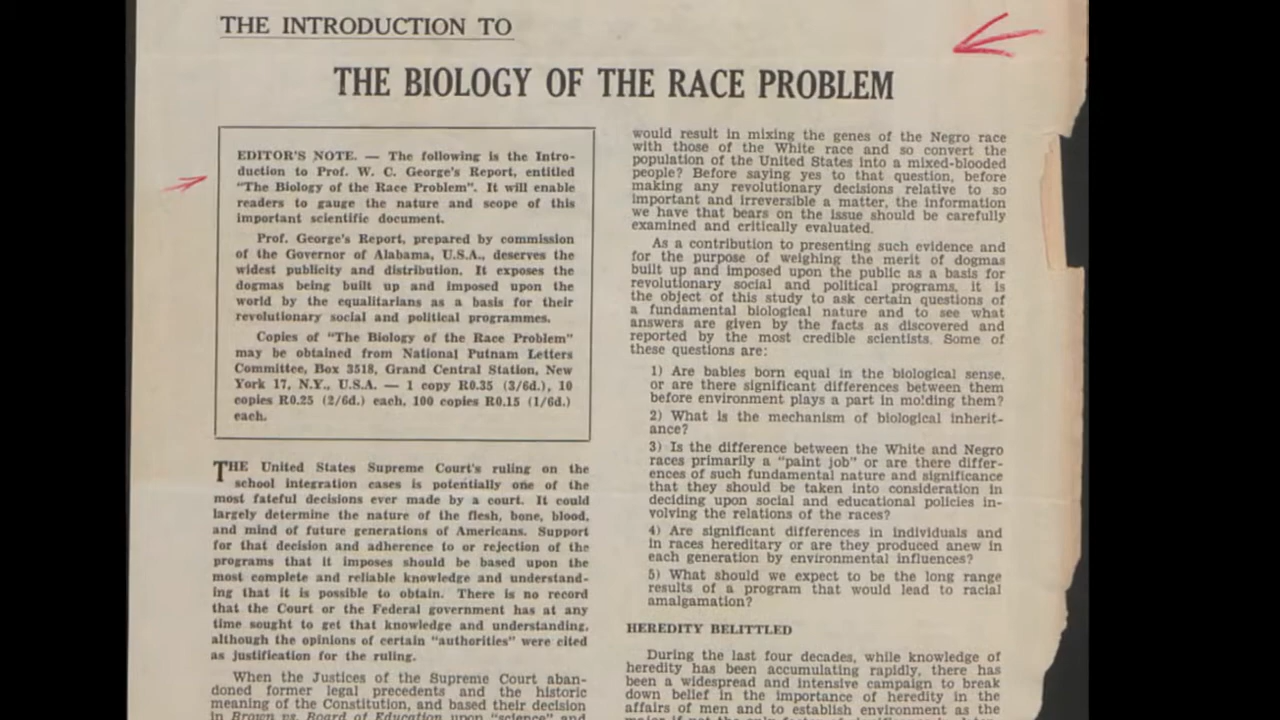 THE INTRODUCTION TO
THE BIOLOGY OF THE RACE PROBLEM
EDITOR'S NOTE. — The following is the Intro-
duction to Prof. W. C. George's Report, entitled
"The Biology of the Race Problem". It will enable
readers to gauge the nature and scope of this
important scientific document.
Prof. George's Report, prepared by commission
of the Governor of Alabama, U.S.A., deserves the
widest publicity and distribution. It exposes the
dogmas being built up and imposed upon the
world by the equalitarians as a basis for their
revolutionary social and political programmes.
Copies of "The Biology of the Race Problem"
may be obtained from National Putnam Letters
Committee, Box 3518, Grand Central Station, New
York 17, N.Y., U.S.A. — 1 copy R0.35 (3/6d.), 10
copies R0.25 (2/6d.) each, 100 copies R0.15 (1/6d.)
each.
THE United States Supreme Court's ruling on the
school integration cases is potentially one of the
most fateful decisions ever made by a court. It could
largely determine the nature of the flesh, bone, blood,
and mind of future generations of Americans. Support
for that decision and adherence to or rejection of the
programs that it imposes should be based upon the
most complete and reliable knowledge and understand-
ing that it is possible to obtain. There is no record
that the Court or the Federal government has at any
time sought to get that knowledge and understanding,
although the opinions of certain "authorities" were cited
as justification for the ruling.
When the Justices of the Supreme Court aban-
doned former legal precedents and the historic
meaning of the Constitution, and based their decision
in Brown vs. Board of Education upon "science" and
would result in mixing the genes of the Negro race
with those of the White race and so convert the
population of the United States into a mixed-blooded
people? Before saying yes to that question, before
making any revolutionary decisions relative to so
important and irreversible a matter, the information
we have that bears on the issue should be carefully
examined and critically evaluated.
As a contribution to presenting such evidence and
for the purpose of weighing the merit of dogmas
built up and imposed upon the public as a basis for
revolutionary social and political programs, it is
the object of this study to ask certain questions of
a fundamental biological nature and to see what
answers are given by the facts as discovered and
reported by the most credible scientists. Some of
these questions are:
1) Are babies born equal in the biological sense,
or are there significant differences between them
before environment plays a part in molding them?
2) What is the mechanism of biological inherit-
ance?
3) Is the difference between the White and Negro
races primarily a "paint job" or are there differ-
ences of such fundamental nature and significance
that they should be taken into consideration in
deciding upon social and educational policies in-
volving the relations of the races?
4) Are significant differences in individuals and
in races hereditary or are they produced anew in
each generation by environmental influences?
5) What should we expect to be the long range
results of a program that would lead to racial
amalgamation?
HEREDITY BELITTLED
During the last four decades, while knowledge of
heredity has been accumulating rapidly, there has
been a widespread and intensive campaign to break
down belief in the importance of heredity in the
affairs of men and to establish environment as the